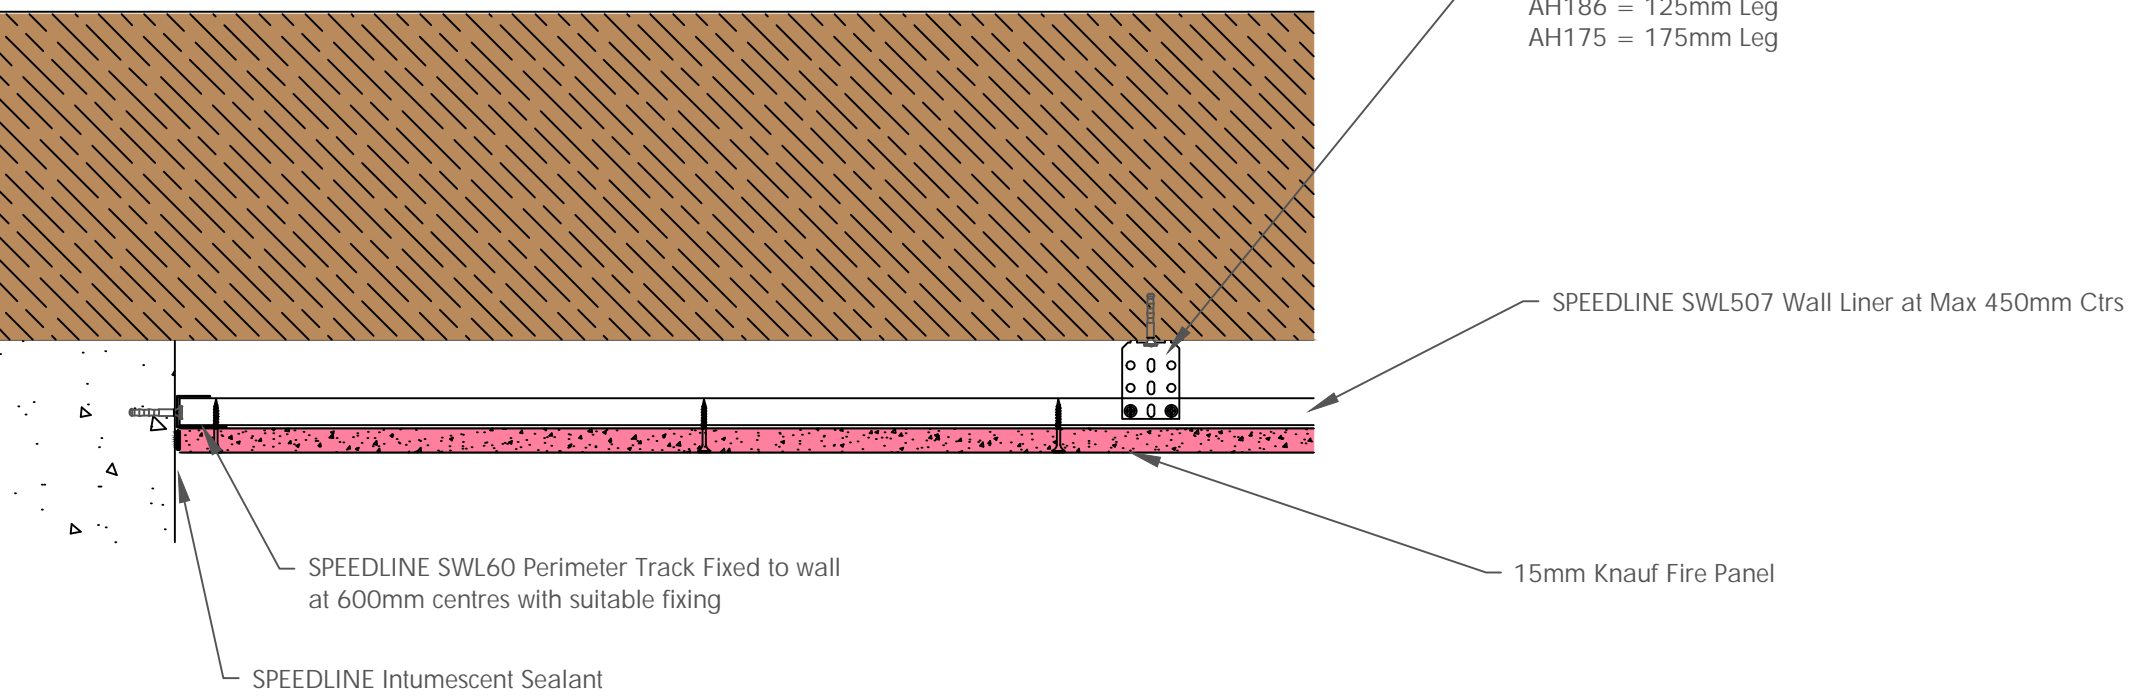 AH186 = 125mm Leg
AH175 = 175mm Leg
SPEEDLINE SWL507 Wall Liner at Max 450mm Ctrs
SPEEDLINE SWL60 Perimeter Track Fixed to wall
at 600mm centres with suitable fixing
15mm Knauf Fire Panel
SPEEDLINE Intumescent Sealant